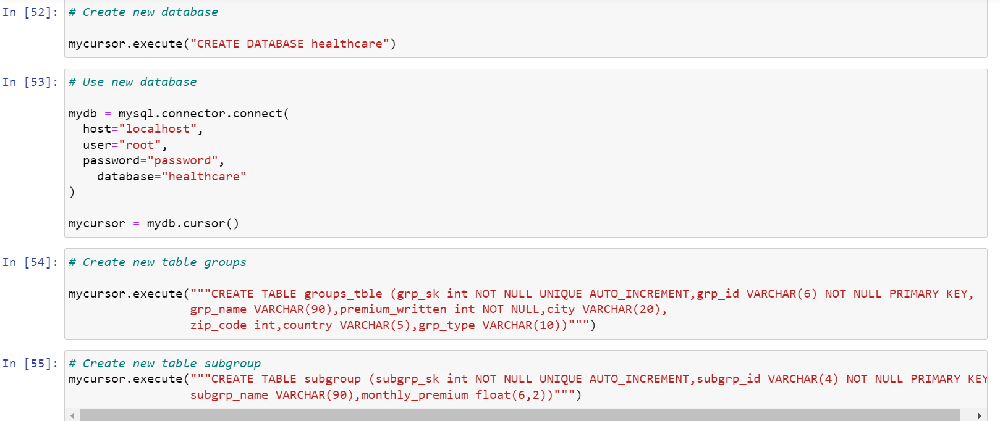 In [52]: # Create new database
mycursor.execute("CREATE DATABASE healthcare")
In [53]: # Use new database
mydb = mysql.connector.connect(
host="localhost",
user="root",
password="password",
database="healthcare"
)
mycursor = mydb.cursor()
In [54]: # Create new table groups
mycursor.execute("""CREATE TABLE groups_tble (grp_sk int NOT NULL UNIQUE AUTO_INCREMENT,grp_id VARCHAR(6) NOT NULL PRIMARY KEY,
grp_name VARCHAR(90),premium_written int NOT NULL,city VARCHAR(20),
zip_code int,country VARCHAR(5),grp_type VARCHAR(10))""")
In [55]: # Create new table subgroup
mycursor.execute("""CREATE TABLE subgroup (subgrp_sk int NOT NULL UNIQUE AUTO_INCREMENT,subgrp_id VARCHAR(4) NOT NULL PRIMARY KEY
subgrp_name VARCHAR(90),monthly_premium float(6,2))""")